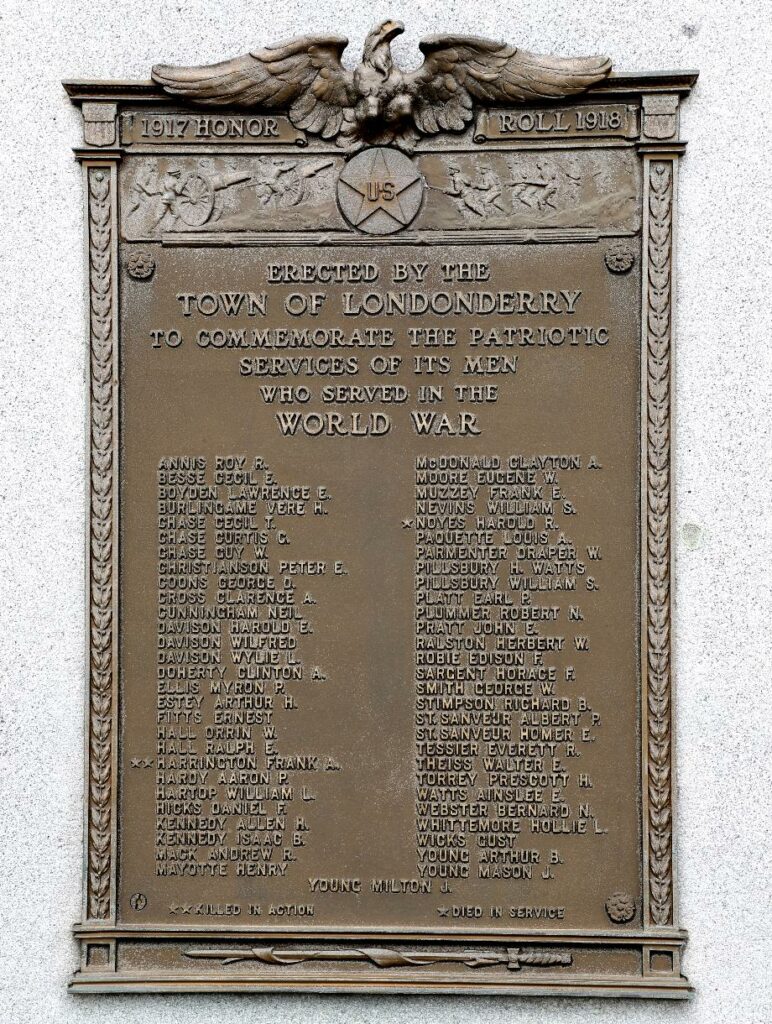 1917 HONOR ROLL 1918
U·S
ERECTED BY THE
TOWN OF LONDONDERRY
TO COMMEMORATE THE PATRIOTIC
SERVICES OF ITS MEN
WHO SERVED IN THE
WORLD WAR
ANNIS ROY R.
BESSE CECIL E.
BOYDEN LAWRENCE E.
BURLINGAME VERE H.
CHASE CECIL T.
CHASE CURTIS C.
CHASE GUY W.
CHRISTIANSON PETER E.
COONS GEORGE D.
CROSS CLARENCE A.
CUNNINGHAM NEIL
DAVISON HAROLD E.
DAVISON WILFRED
DAVISON WYLIE L.
DOHERTY CLINTON A.
ELLIS MYRON P.
ESTEY ARTHUR H.
FITTS ERNEST
HALL ORRIN W.
HALL RALPH E.
★★HARRINGTON FRANK A.
HARDY AARON P.
HARTOP WILLIAM L.
HICKS DANIEL F.
KENNEDY ALLEN H.
KENNEDY ISAAC B.
MACK ANDREW R.
MAYOTTE HENRY
McDONALD CLAYTON A.
MOORE EUGENE W.
MUZZEY FRANK E.
NEVINS WILLIAM S.
★NOYES HAROLD R.
PAQUETTE LOUIS A.
PARMENTER DRAPER W.
PILLSBURY H. WATTS
PILLSBURY WILLIAM S.
PLATT EARL P.
PLUMMER ROBERT N.
PRATT JOHN E.
RALSTON HERBERT W.
ROBIE EDISON F.
SARGENT HORACE F.
SMITH GEORGE W.
STIMPSON RICHARD B.
ST. SANVEUR ALBERT P.
ST. SANVEUR HOMER E.
TESSIER EVERETT R.
THEISS WALTER E.
TORREY PRESCOTT H.
WATTS AINSLEE E.
WEBSTER BERNARD N.
WHITTEMORE HOLLIE L.
WICKS GUST
YOUNG ARTHUR B.
YOUNG MASON J.
YOUNG MILTON J.
★★KILLED IN ACTION
★DIED IN SERVICE